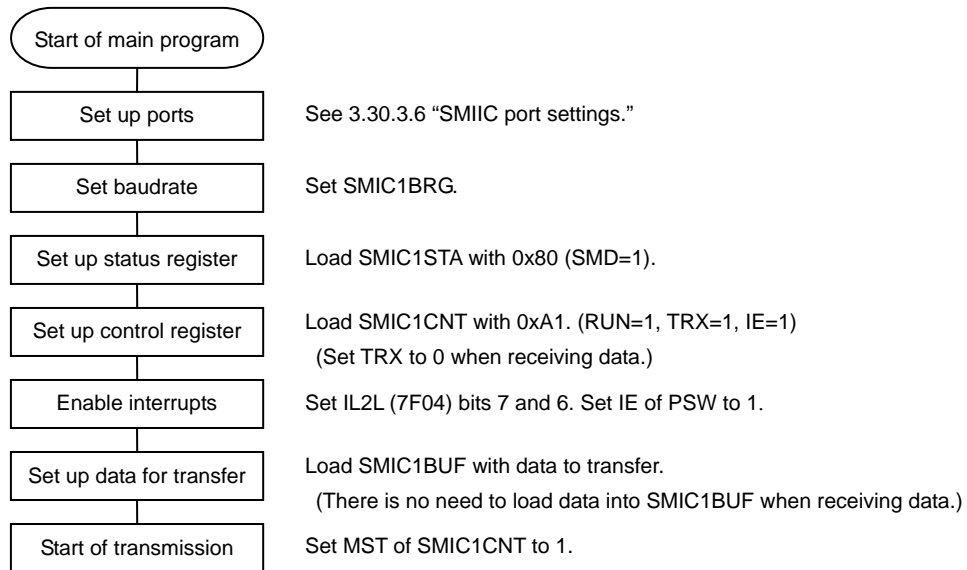 Start of main program
Set up ports
See 3.30.3.6 “SMIIC port settings.”
Set baudrate
Set SMIC1BRG.
Set up status register
Load SMIC1STA with 0x80 (SMD=1).
Set up control register
Load SMIC1CNT with 0xA1. (RUN=1, TRX=1, IE=1)
(Set TRX to 0 when receiving data.)
Enable interrupts
Set IL2L (7F04) bits 7 and 6. Set IE of PSW to 1.
Set up data for transfer
Load SMIC1BUF with data to transfer.
(There is no need to load data into SMIC1BUF when receiving data.)
Start of transmission
Set MST of SMIC1CNT to 1.